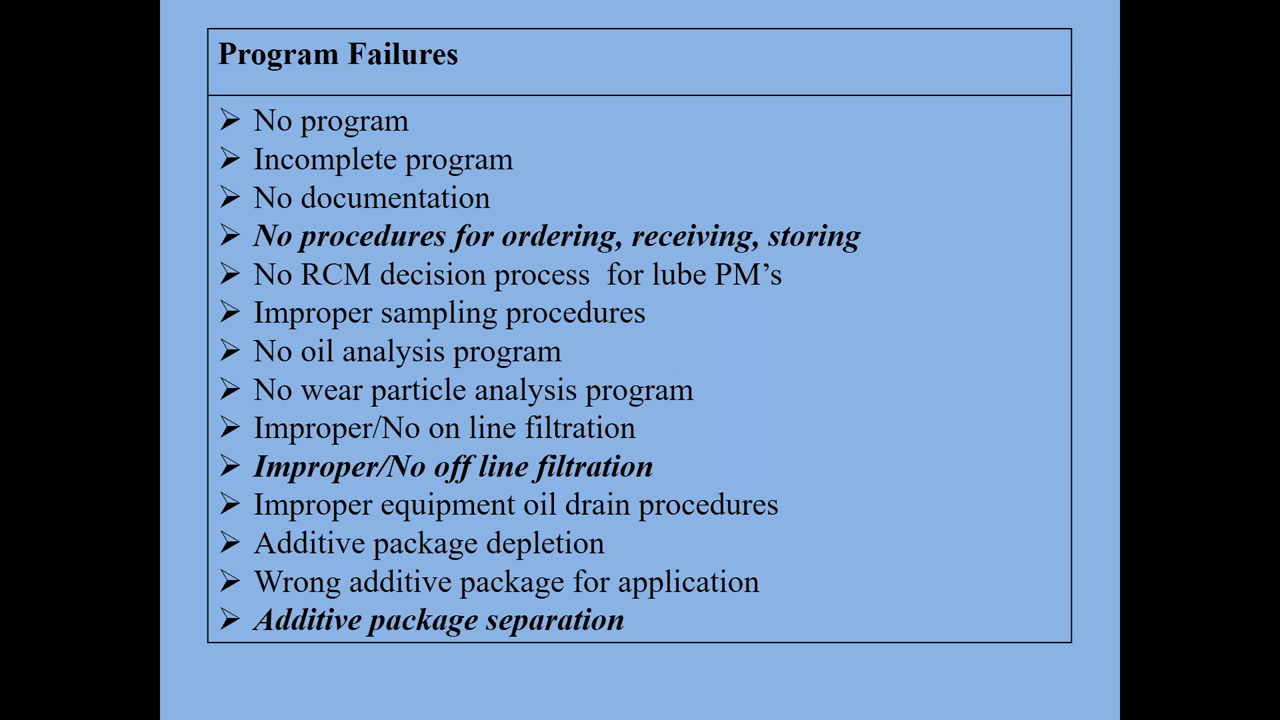 Program Failures
➢ No program
➢ Incomplete program
➢ No documentation
➢ No procedures for ordering, receiving, storing
➢ No RCM decision process  for lube PM’s
➢ Improper sampling procedures
➢ No oil analysis program
➢ No wear particle analysis program
➢ Improper/No on line filtration
➢ Improper/No off line filtration
➢ Improper equipment oil drain procedures
➢ Additive package depletion
➢ Wrong additive package for application
➢ Additive package separation